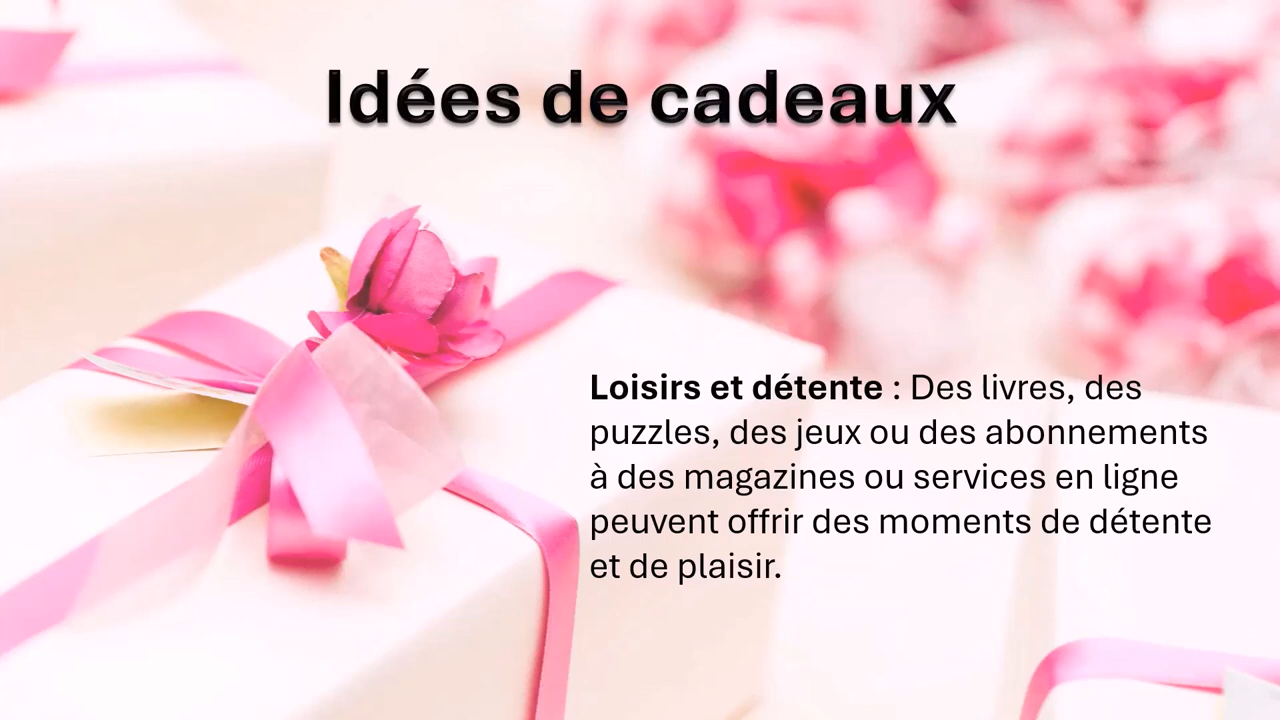 Idées de cadeaux
Loisirs et détente : Des livres, des
puzzles, des jeux ou des abonnements
à des magazines ou services en ligne
peuvent offrir des moments de détente
et de plaisir.